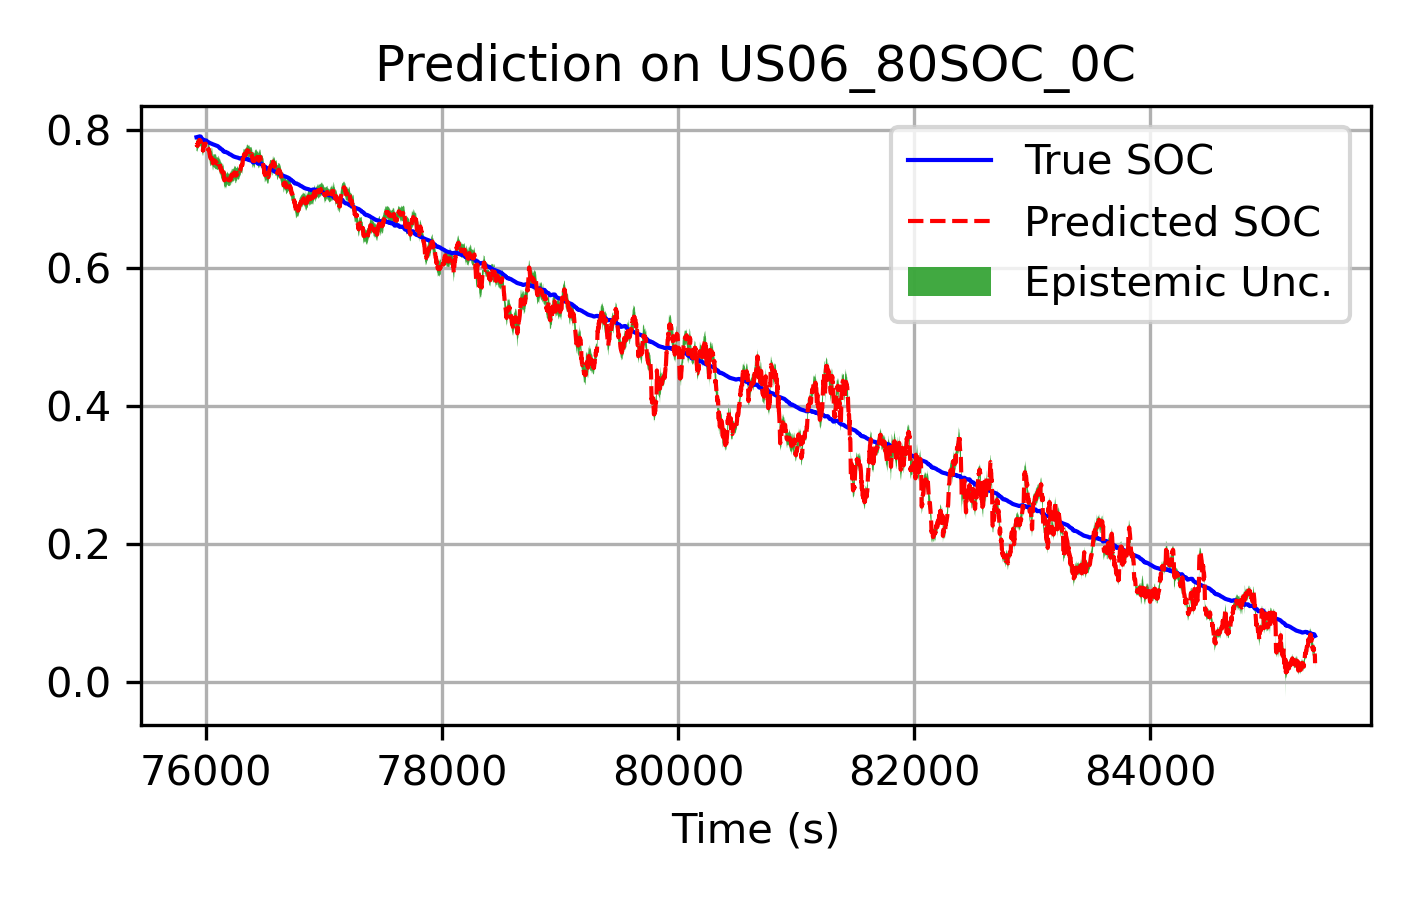 Prediction on US06_80SOC_0C
True SOC
Predicted SOC
Epistemic Unc.
0.8
0.6
0.4
0.2
0.0
76000 78000 80000 82000 84000
Time (s)